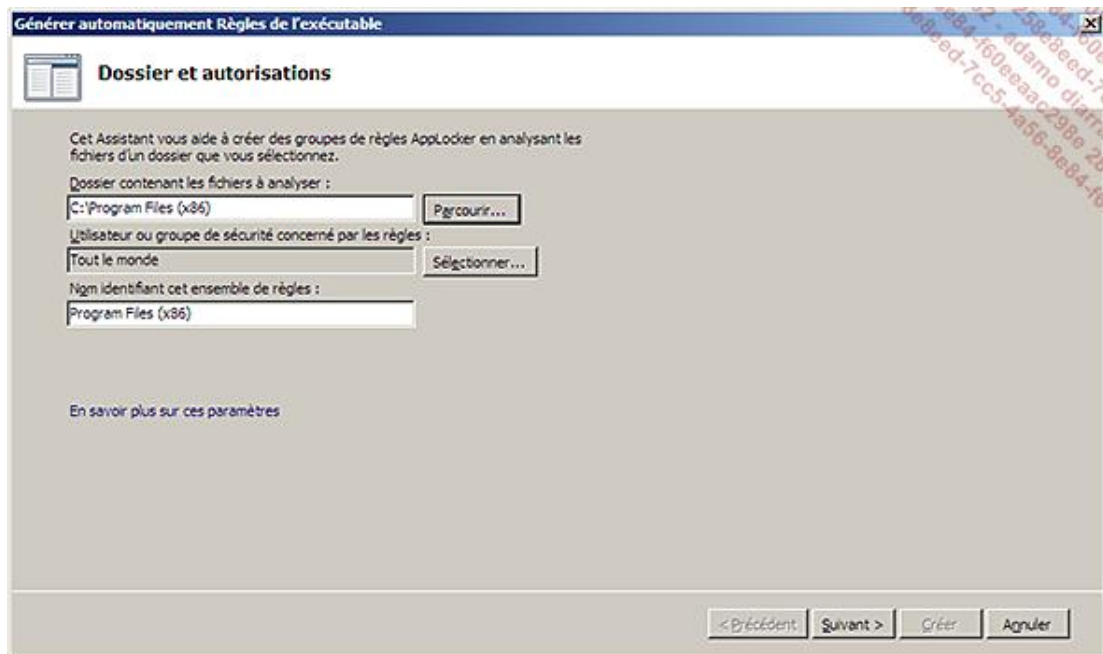 Générer automatiquement Règles de l'exécutable
Dossier et autorisations
Cet Assistant vous aide à créer des groupes de règles AppLocker en analysant les
fichiers d'un dossier que vous sélectionnez.
Dossier contenant les fichiers à analyser :
C:\Program Files (x86)
Parcourir...
Utilisateur ou groupe de sécurité concerné par les règles :
Tout le monde
Sélectionner...
Nom identifiant cet ensemble de règles :
Program Files (x86)
En savoir plus sur ces paramètres
< Précédent
Suivant >
Créer
Annuler